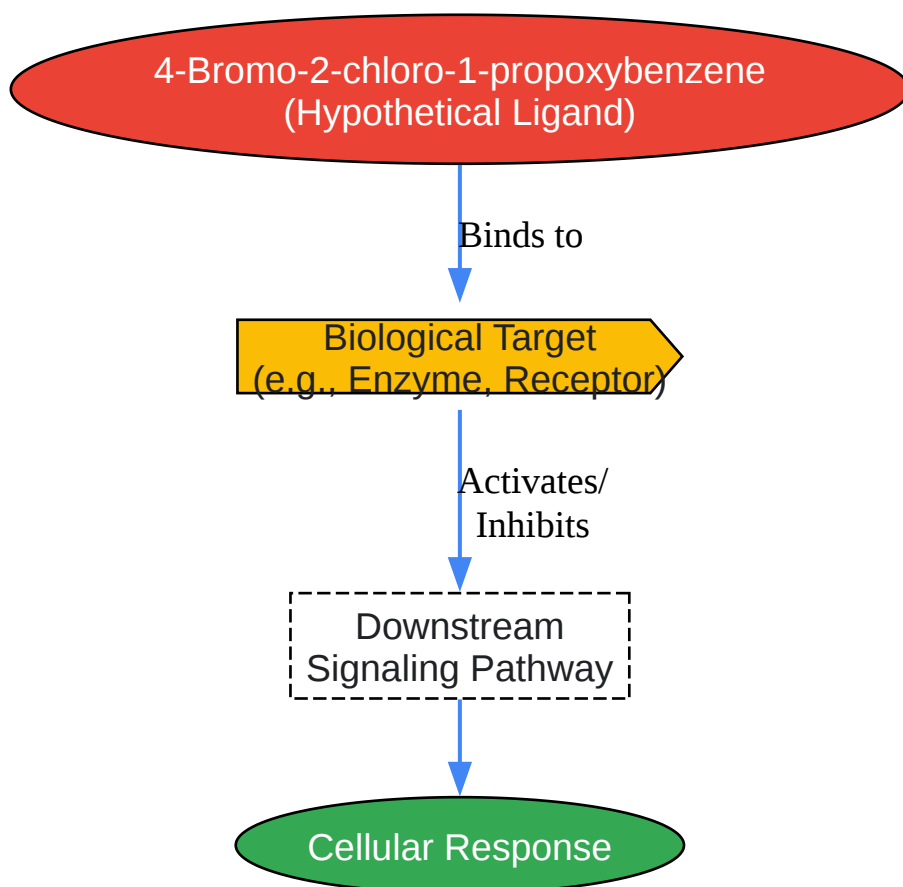 4-Bromo-2-chloro-1-propoxybenzene
(Hypothetical Ligand)
Binds to
Biological Target
(e.g., Enzyme, Receptor)
Activates/
Inhibits
Downstream
Signaling Pathway
Cellular Response